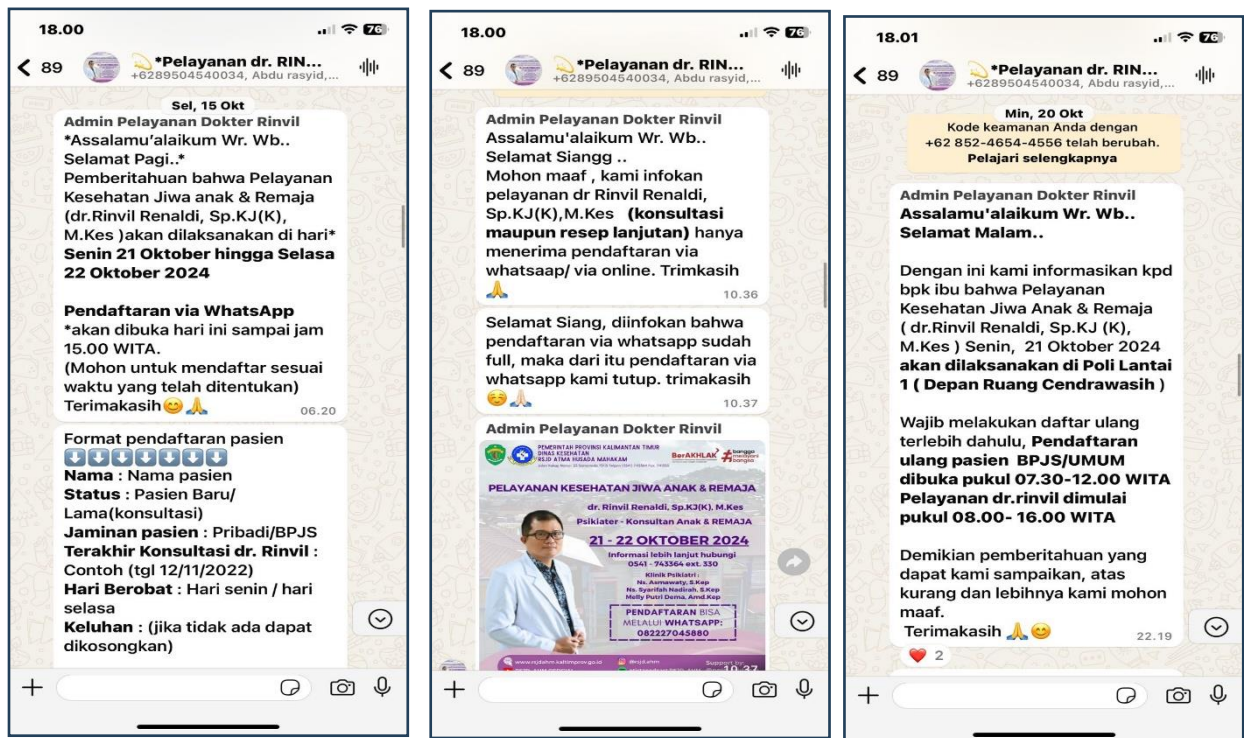 18.00
76
89
*Pelayanan dr. RIN...
+6289504540034, Abdu rasyid,...
Sel, 15 Okt
Admin Pelayanan Dokter Rinvil
*Assalamu'alaikum Wr. Wb..
Selamat Pagi..*
Pemberitahuan bahwa Pelayanan
Kesehatan Jiwa anak & Remaja
(dr.Rinvil Renaldi, Sp.KJ(K),
M.Kes )akan dilaksanakan di hari*
Senin 21 Oktober hingga Selasa
22 Oktober 2024
Pendaftaran via WhatsApp
*akan dibuka hari ini sampai jam
15.00 WITA.
(Mohon untuk mendaftar sesuai
waktu yang telah ditentukan)
Terimakasih😊🙏
06.20
Format pendaftaran pasien
⬇️⬇️⬇️⬇️⬇️⬇️⬇️
Nama : Nama pasien
Status : Pasien Baru/
Lama(konsultasi)
Jaminan pasien : Pribadi/BPJS
Terakhir Konsultasi dr. Rinvil :
Contoh (tgl 12/11/2022)
Hari Berobat : Hari senin / hari
selasa
Keluhan : (jika tidak ada dapat
dikosongkan)
18.00
76
89
*Pelayanan dr. RIN...
+6289504540034, Abdu rasyid,...
Admin Pelayanan Dokter Rinvil
Assalamu'alaikum Wr. Wb..
Selamat Siangg ..
Mohon maaf , kami infokan
pelayanan dr Rinvil Renaldi,
Sp.KJ(K),M.Kes (konsultasi
maupun resep lanjutan) hanya
menerima pendaftaran via
whatsaap/ via online. Trimkasih
🙏
10.36
Selamat Siang, diinfokan bahwa
pendaftaran via whatsapp sudah
full, maka dari itu pendaftaran via
whatsapp kami tutup. trimakasih
☺️🙏🏻
10.37
Admin Pelayanan Dokter Rinvil
PEMERINTAH PROVINSI KALIMANTAN TIMUR
DINAS KESEHATAN
RSJD ATMA HUSADA MAHAKAM
BerAKHLAK
#bangga melayani bangsa
PELAYANAN KESEHATAN JIWA ANAK & REMAJA
dr. Rinvil Renaldi, Sp.KJ(K), M.Kes
Psikiater - Konsultan Anak & REMAJA
21 - 22 OKTOBER 2024
Informasi lebih lanjut hubungi
0541 - 743364 ext. 330
Klinik Psikiatri :
Ns. Asmawaty, S.Kep
Ns. Syarifah Nadirah, S.Kep
Melly Putri Dema, Amd.Kep
PENDAFTARAN BISA
MELALUI WHATSAPP:
082227045880
www.rsjdahm.kaltimprov.go.id
@rsjd.ahm
Support by
10.37
18.01
76
89
*Pelayanan dr. RIN...
+6289504540034, Abdu rasyid,...
Min, 20 Okt
Kode keamanan Anda dengan
+62 852-4654-4556 telah berubah.
Pelajari selengkapnya
Admin Pelayanan Dokter Rinvil
Assalamu'alaikum Wr. Wb..
Selamat Malam..
Dengan ini kami informasikan kpd
bpk ibu bahwa Pelayanan
Kesehatan Jiwa Anak & Remaja
( dr.Rinvil Renaldi, Sp.KJ (K),
M.Kes ) Senin, 21 Oktober 2024
akan dilaksanakan di Poli Lantai
1 ( Depan Ruang Cendrawasih )
Wajib melakukan daftar ulang
terlebih dahulu, Pendaftaran
ulang pasien BPJS/UMUM
dibuka pukul 07.30-12.00 WITA
Pelayanan dr.rinvil dimulai
pukul 08.00- 16.00 WITA
Demikian pemberitahuan yang
dapat kami sampaikan, atas
kurang dan lebihnya kami mohon
maaf.
Terimakasih 🙏😊
22.19
❤️ 2